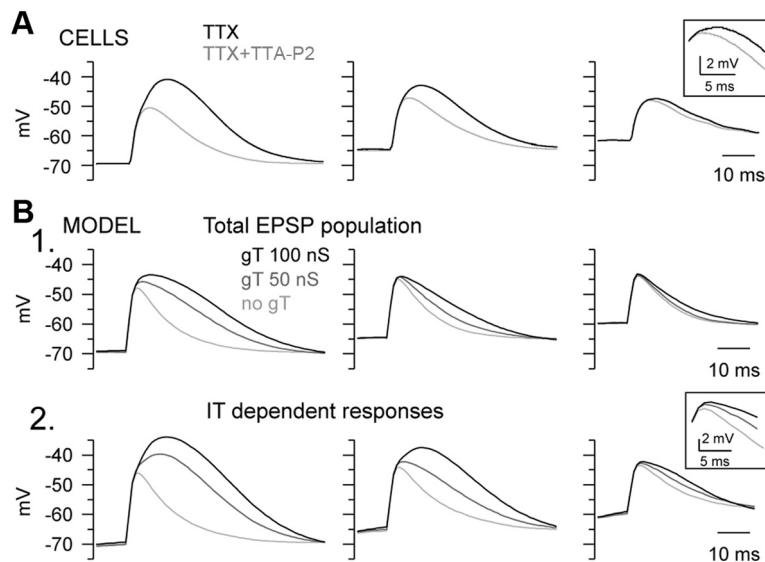 A
CELLS
TTX
TTX+TTA-P2
2 mV
5 ms
-40
-50
-60
-70
mV
10 ms
B
MODEL
Total EPSP population
1.
gT 100 nS
gT 50 nS
no gT
-40
-50
-60
-70
mV
10 ms
2.
IT dependent responses
2 mV
5 ms
-40
-50
-60
-70
mV
10 ms